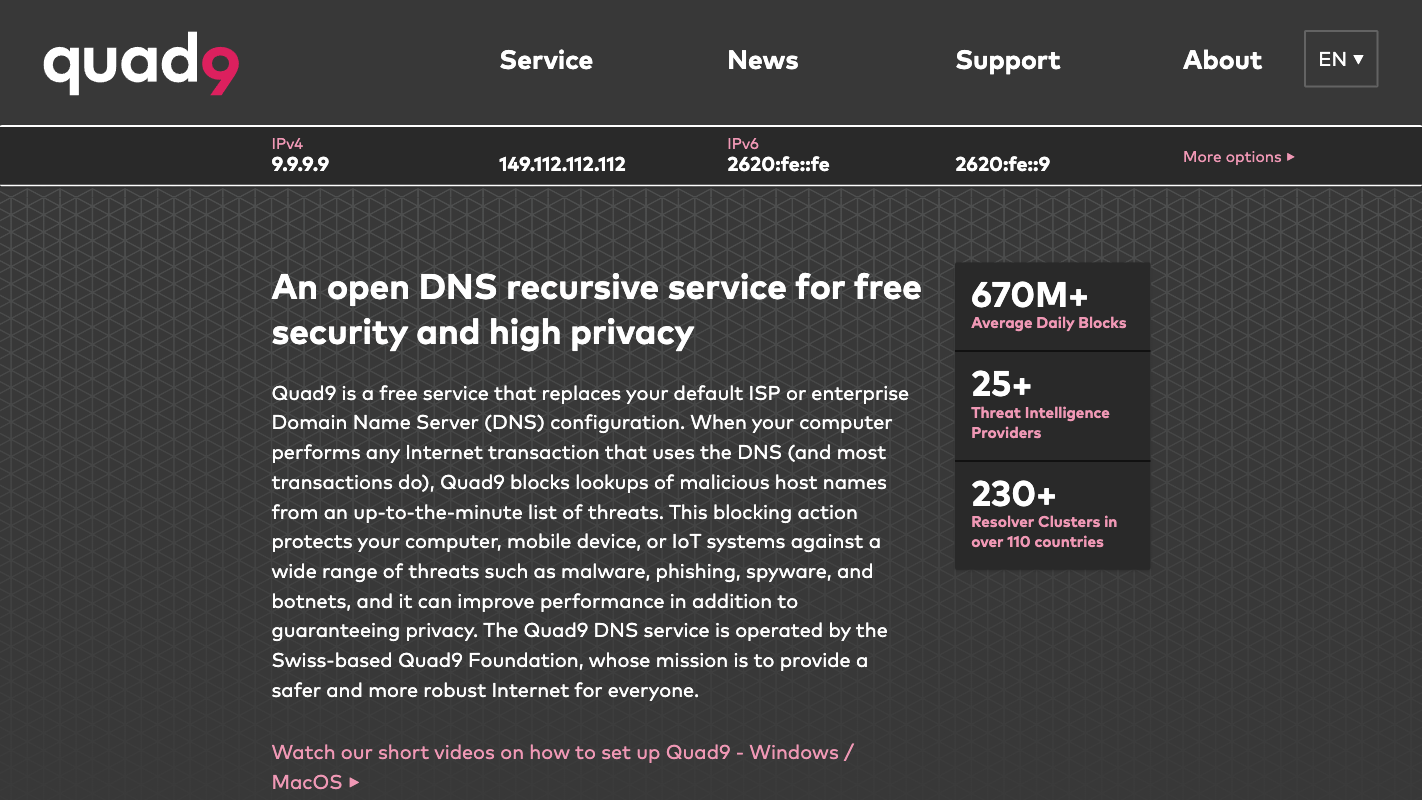 quad9
Service
News
Support
About
EN ▼
IPv4
9.9.9.9
149.112.112.112
IPv6
2620:fe::fe
2620:fe::9
More options ▶
An open DNS recursive service for free
security and high privacy
Quad9 is a free service that replaces your default ISP or enterprise
Domain Name Server (DNS) configuration. When your computer
performs any Internet transaction that uses the DNS (and most
transactions do), Quad9 blocks lookups of malicious host names
from an up-to-the-minute list of threats. This blocking action
protects your computer, mobile device, or IoT systems against a
wide range of threats such as malware, phishing, spyware, and
botnets, and it can improve performance in addition to
guaranteeing privacy. The Quad9 DNS service is operated by the
Swiss-based Quad9 Foundation, whose mission is to provide a
safer and more robust Internet for everyone.
Watch our short videos on how to set up Quad9 - Windows /
MacOS ▶
670M+
Average Daily Blocks
25+
Threat Intelligence
Providers
230+
Resolver Clusters in
over 110 countries